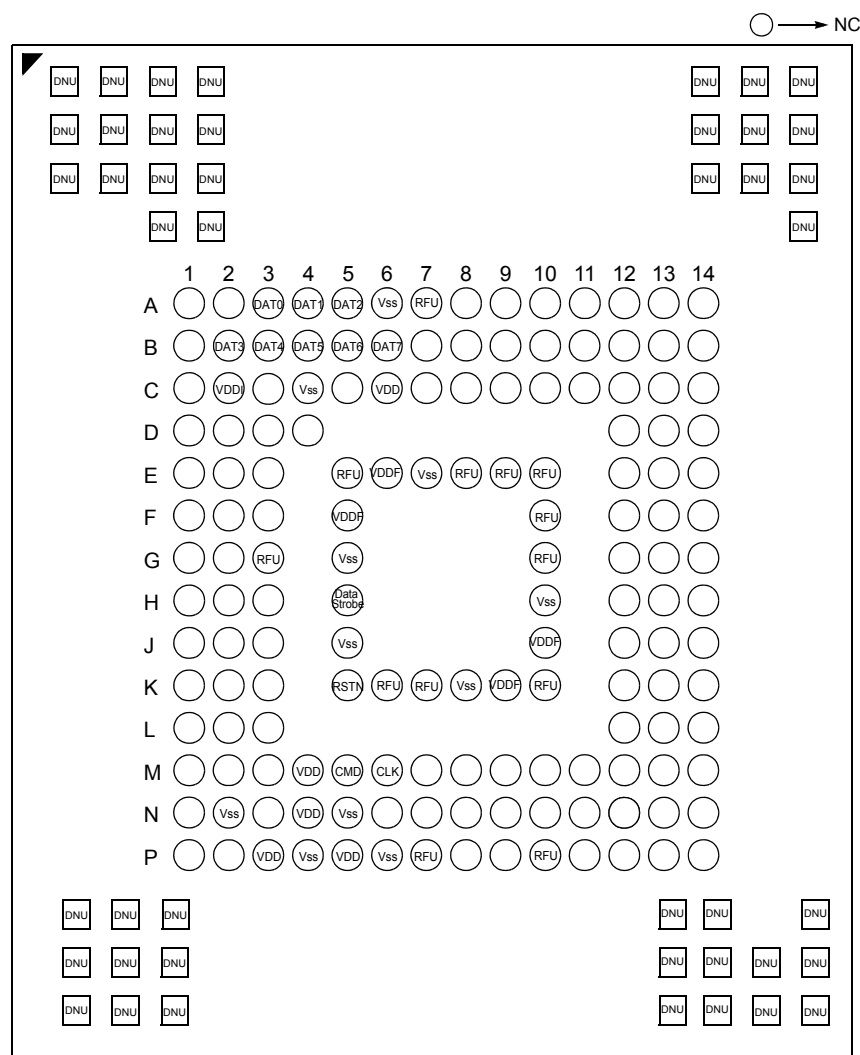 NC
DNU DNU DNU DNU DNU DNU DNU
DNU DNU DNU DNU DNU DNU DNU
DNU DNU DNU DNU DNU DNU DNU
DNU DNU DNU
1 2 3 4 5 6 7 8 9 10 11 12 13 14
A DAT0 DAT1 DAT2 Vss RFU
B DAT3 DAT4 DAT5 DAT6 DAT7
C VDDI Vss VDD
D
E RFU VDDF Vss RFU RFU RFU
F VDDF RFU
G RFU Vss RFU
H Data Strobe Vss
J Vss VDDF
K RSTN RFU RFU Vss VDDF RFU
L
M VDD CMD CLK
N Vss VDD Vss
P VDD Vss VDD Vss RFU RFU
DNU DNU DNU DNU DNU DNU
DNU DNU DNU DNU DNU DNU DNU
DNU DNU DNU DNU DNU DNU DNU